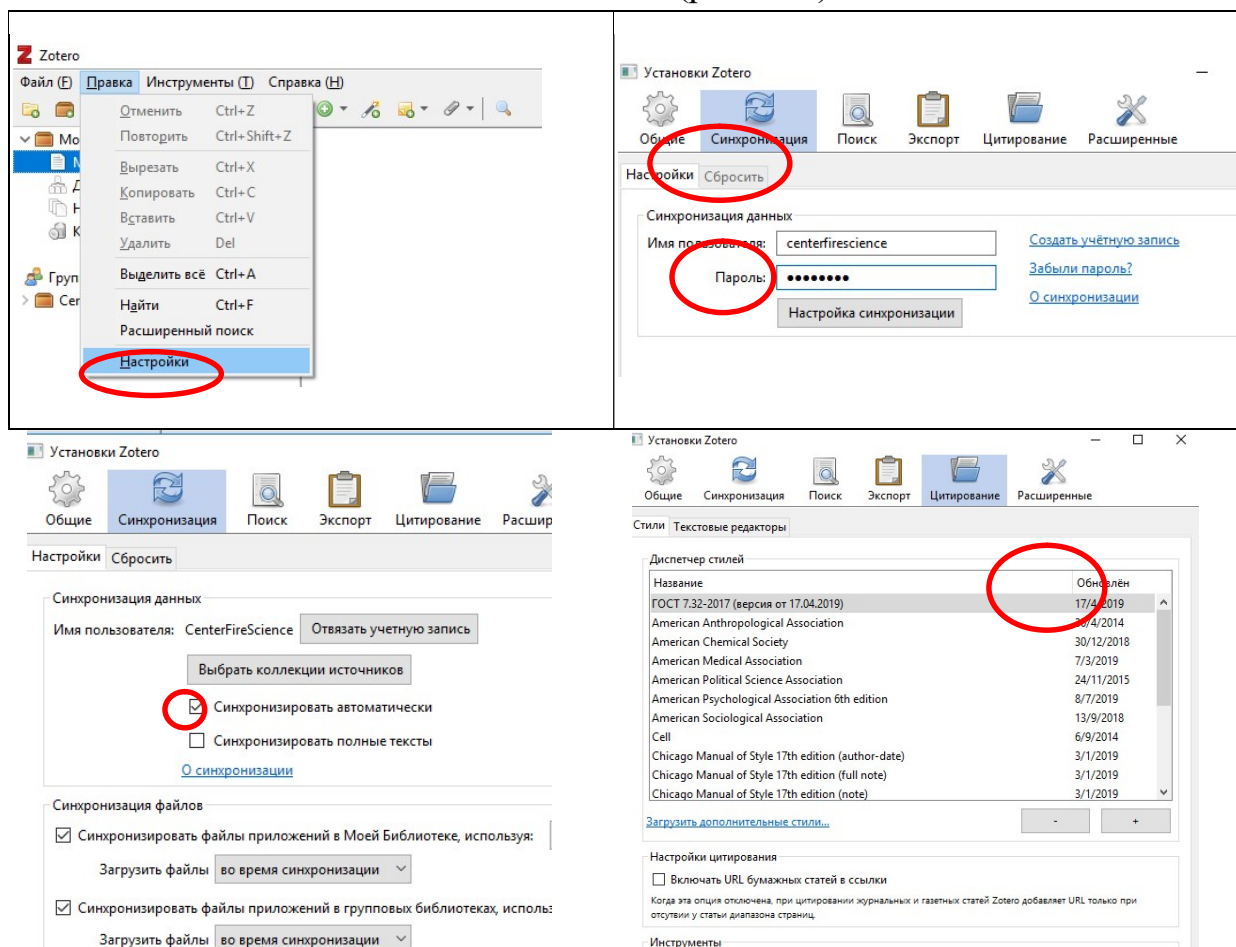 Zotero
Файл (F) Правка Инструменты (T) Справка (H)
Отменить Ctrl+Z
Повторить Ctrl+Shift+Z
Вырезать Ctrl+X
Копировать Ctrl+C
Вставить Ctrl+V
Удалить Del
Выделить всё Ctrl+A
Найти Ctrl+F
Расширенный поиск
Настройки
Мо
Груп
Cer
Установки Zotero
Общие Синхронизация Поиск Экспорт Цитирование Расширенные
Настройки Сбросить
Синхронизация данных
Имя пользователя: centerfirescience Создать учётную запись
Пароль: ●●●●●●●● Забыли пароль?
Настройка синхронизации О синхронизации
Установки Zotero
Общие Синхронизация Поиск Экспорт Цитирование Расшир
Настройки Сбросить
Синхронизация данных
Имя пользователя: CenterFireScience Отвязать учетную запись
Выбрать коллекции источников
Синхронизировать автоматически
Синхронизировать полные тексты
О синхронизации
Синхронизация файлов
Синхронизировать файлы приложений в Моей Библиотеке, используя:
Загрузить файлы во время синхронизации
Синхронизировать файлы приложений в групповых библиотеках, использ
Загрузить файлы во время синхронизации
Установки Zotero
Общие Синхронизация Поиск Экспорт Цитирование Расширенные
Стили Текстовые редакторы
Диспетчер стилей
Название Обновлён
ГОСТ 7.32-2017 (версия от 17.04.2019) 17/4/2019
American Anthropological Association 30/4/2014
American Chemical Society 30/12/2018
American Medical Association 7/3/2019
American Political Science Association 24/11/2015
American Psychological Association 6th edition 8/7/2019
American Sociological Association 13/9/2018
Cell 6/9/2014
Chicago Manual of Style 17th edition (author-date) 3/1/2019
Chicago Manual of Style 17th edition (full note) 3/1/2019
Chicago Manual of Style 17th edition (note) 3/1/2019
Загрузить дополнительные стили... - +
Настройки цитирования
Включать URL бумажных статей в ссылки
Когда эта опция отключена, при цитировании журнальных и газетных статей Zotero добавляет URL только при
отсутвии у статьи диапазона страниц.
Инструменты